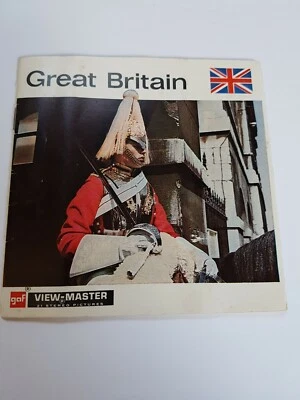 Great Britain
gaf ®
VIEW-MASTER
21 STEREO PICTURES